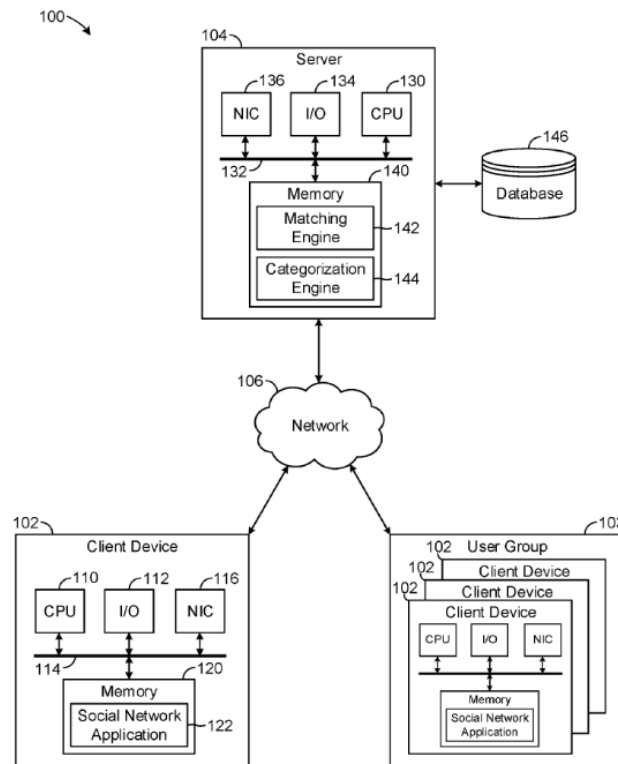 100
104
Server
136
134
130
NIC
I/O
CPU
132
140
Memory
Matching
Engine
142
Categorization
Engine
144
146
Database
106
Network
102
Client Device
110
112
116
CPU
I/O
NIC
114
120
Memory
Social Network
Application
122
User Group
102
Client Device
102
Client Device
102
Client Device
CPU
I/O
NIC
Memory
Social Network
Application